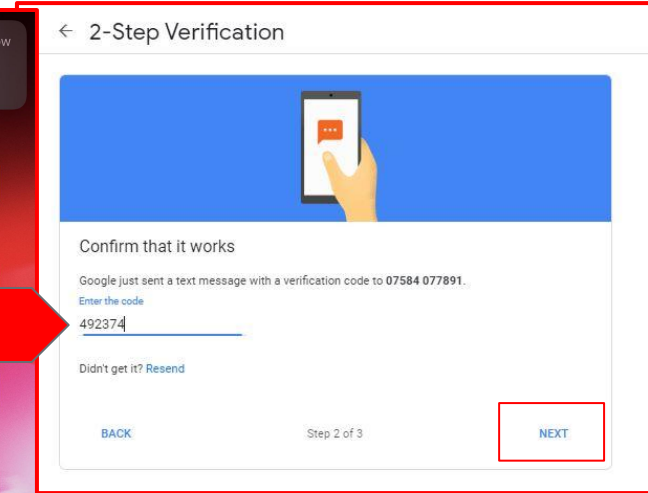 ow
← 2-Step Verification
Confirm that it works
Google just sent a text message with a verification code to 07584 077891.
Enter the code
492374
Didn't get it? Resend
BACK Step 2 of 3 NEXT